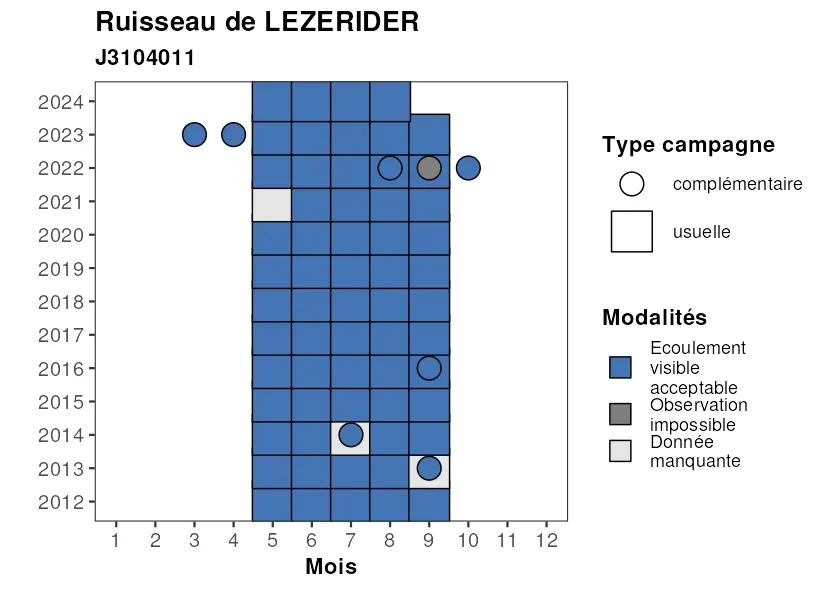 Ruisseau de LEZERIDER
J3104011
2024
2023
2022
2021
2020
2019
2018
2017
2016
2015
2014
2013
2012
1 2 3 4 5 6 7 8 9 10 11 12
Mois
Type campagne
complémentaire
usuelle
Modalités
Ecoulement
visible
acceptable
Observation
impossible
Donnée
manquante